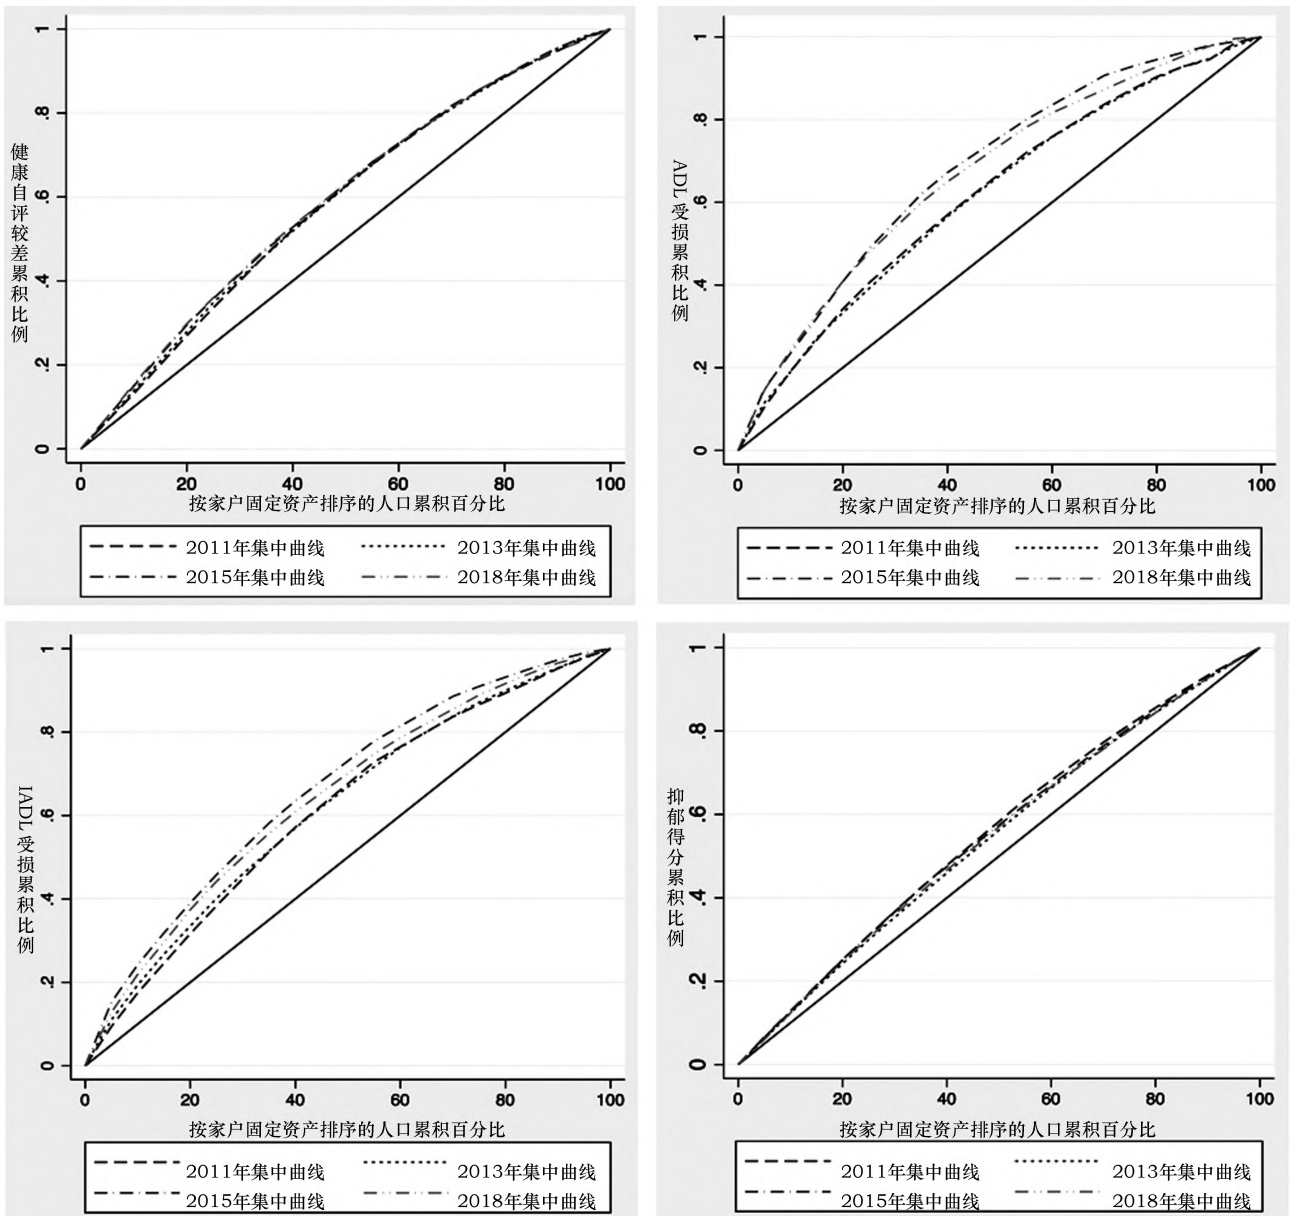 健康自评较差累积比例
1
.8
.6
.4
.2
0
0 20 40 60 80 100
按家户固定资产排序的人口累积百分比
2011年集中曲线 2013年集中曲线
2015年集中曲线 2018年集中曲线
ADL受损累积比例
1
.8
.6
.4
.2
0
0 20 40 60 80 100
按家户固定资产排序的人口累积百分比
2011年集中曲线 2013年集中曲线
2015年集中曲线 2018年集中曲线
IADL受损累积比例
1
.8
.6
.4
.2
0
0 20 40 60 80 100
按家户固定资产排序的人口累积百分比
2011年集中曲线 2013年集中曲线
2015年集中曲线 2018年集中曲线
抑郁得分累积比例
1
.8
.6
.4
.2
0
0 20 40 60 80 100
按家户固定资产排序的人口累积百分比
2011年集中曲线 2013年集中曲线
2015年集中曲线 2018年集中曲线